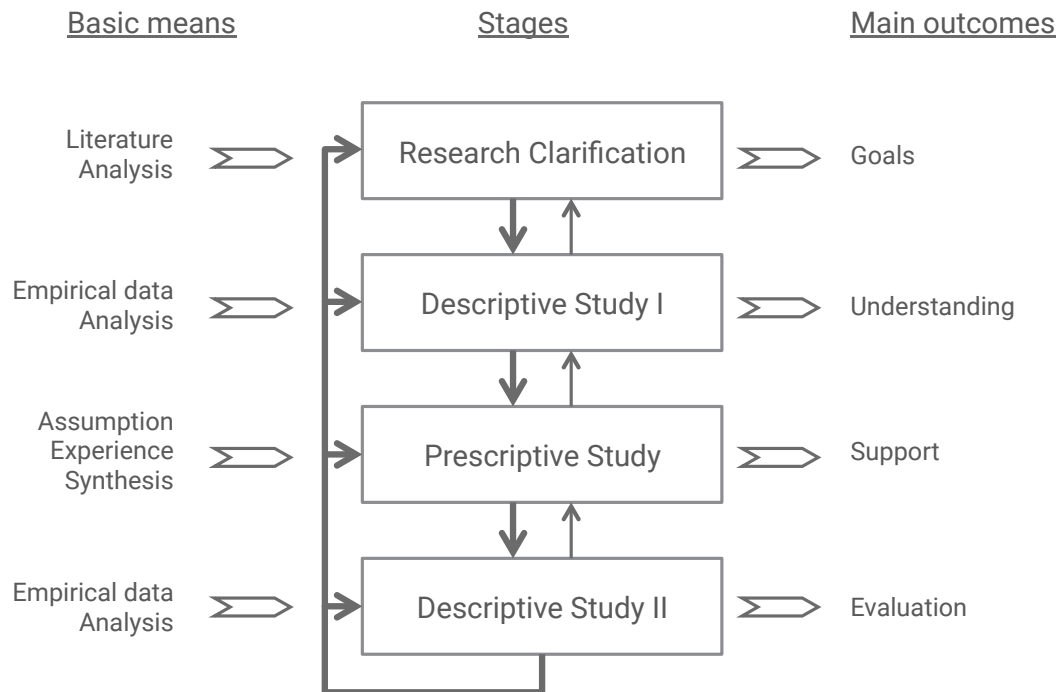 Basic means
Stages
Main outcomes
Literature
Analysis
Research Clarification
Goals
Empirical data
Analysis
Descriptive Study I
Understanding
Assumption
Experience
Synthesis
Prescriptive Study
Support
Empirical data
Analysis
Descriptive Study II
Evaluation